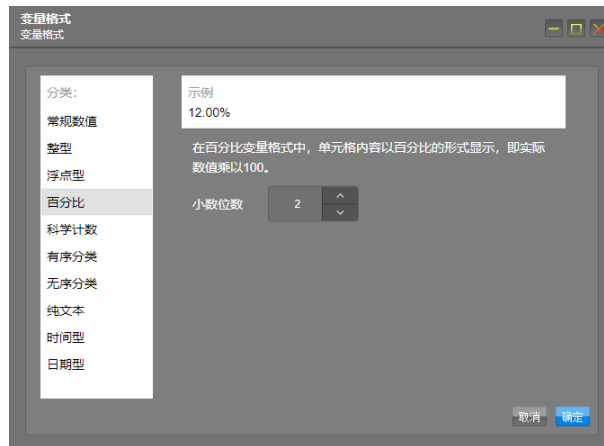 变量格式
变量格式
分类:
常规数值
整型
浮点型
百分比
科学计数
有序分类
无序分类
纯文本
时间型
日期型
示例
12.00%
在百分比变量格式中，单元格内容以百分比的形式显示，即实际
数值乘以100。
小数位数 2
取消 确定